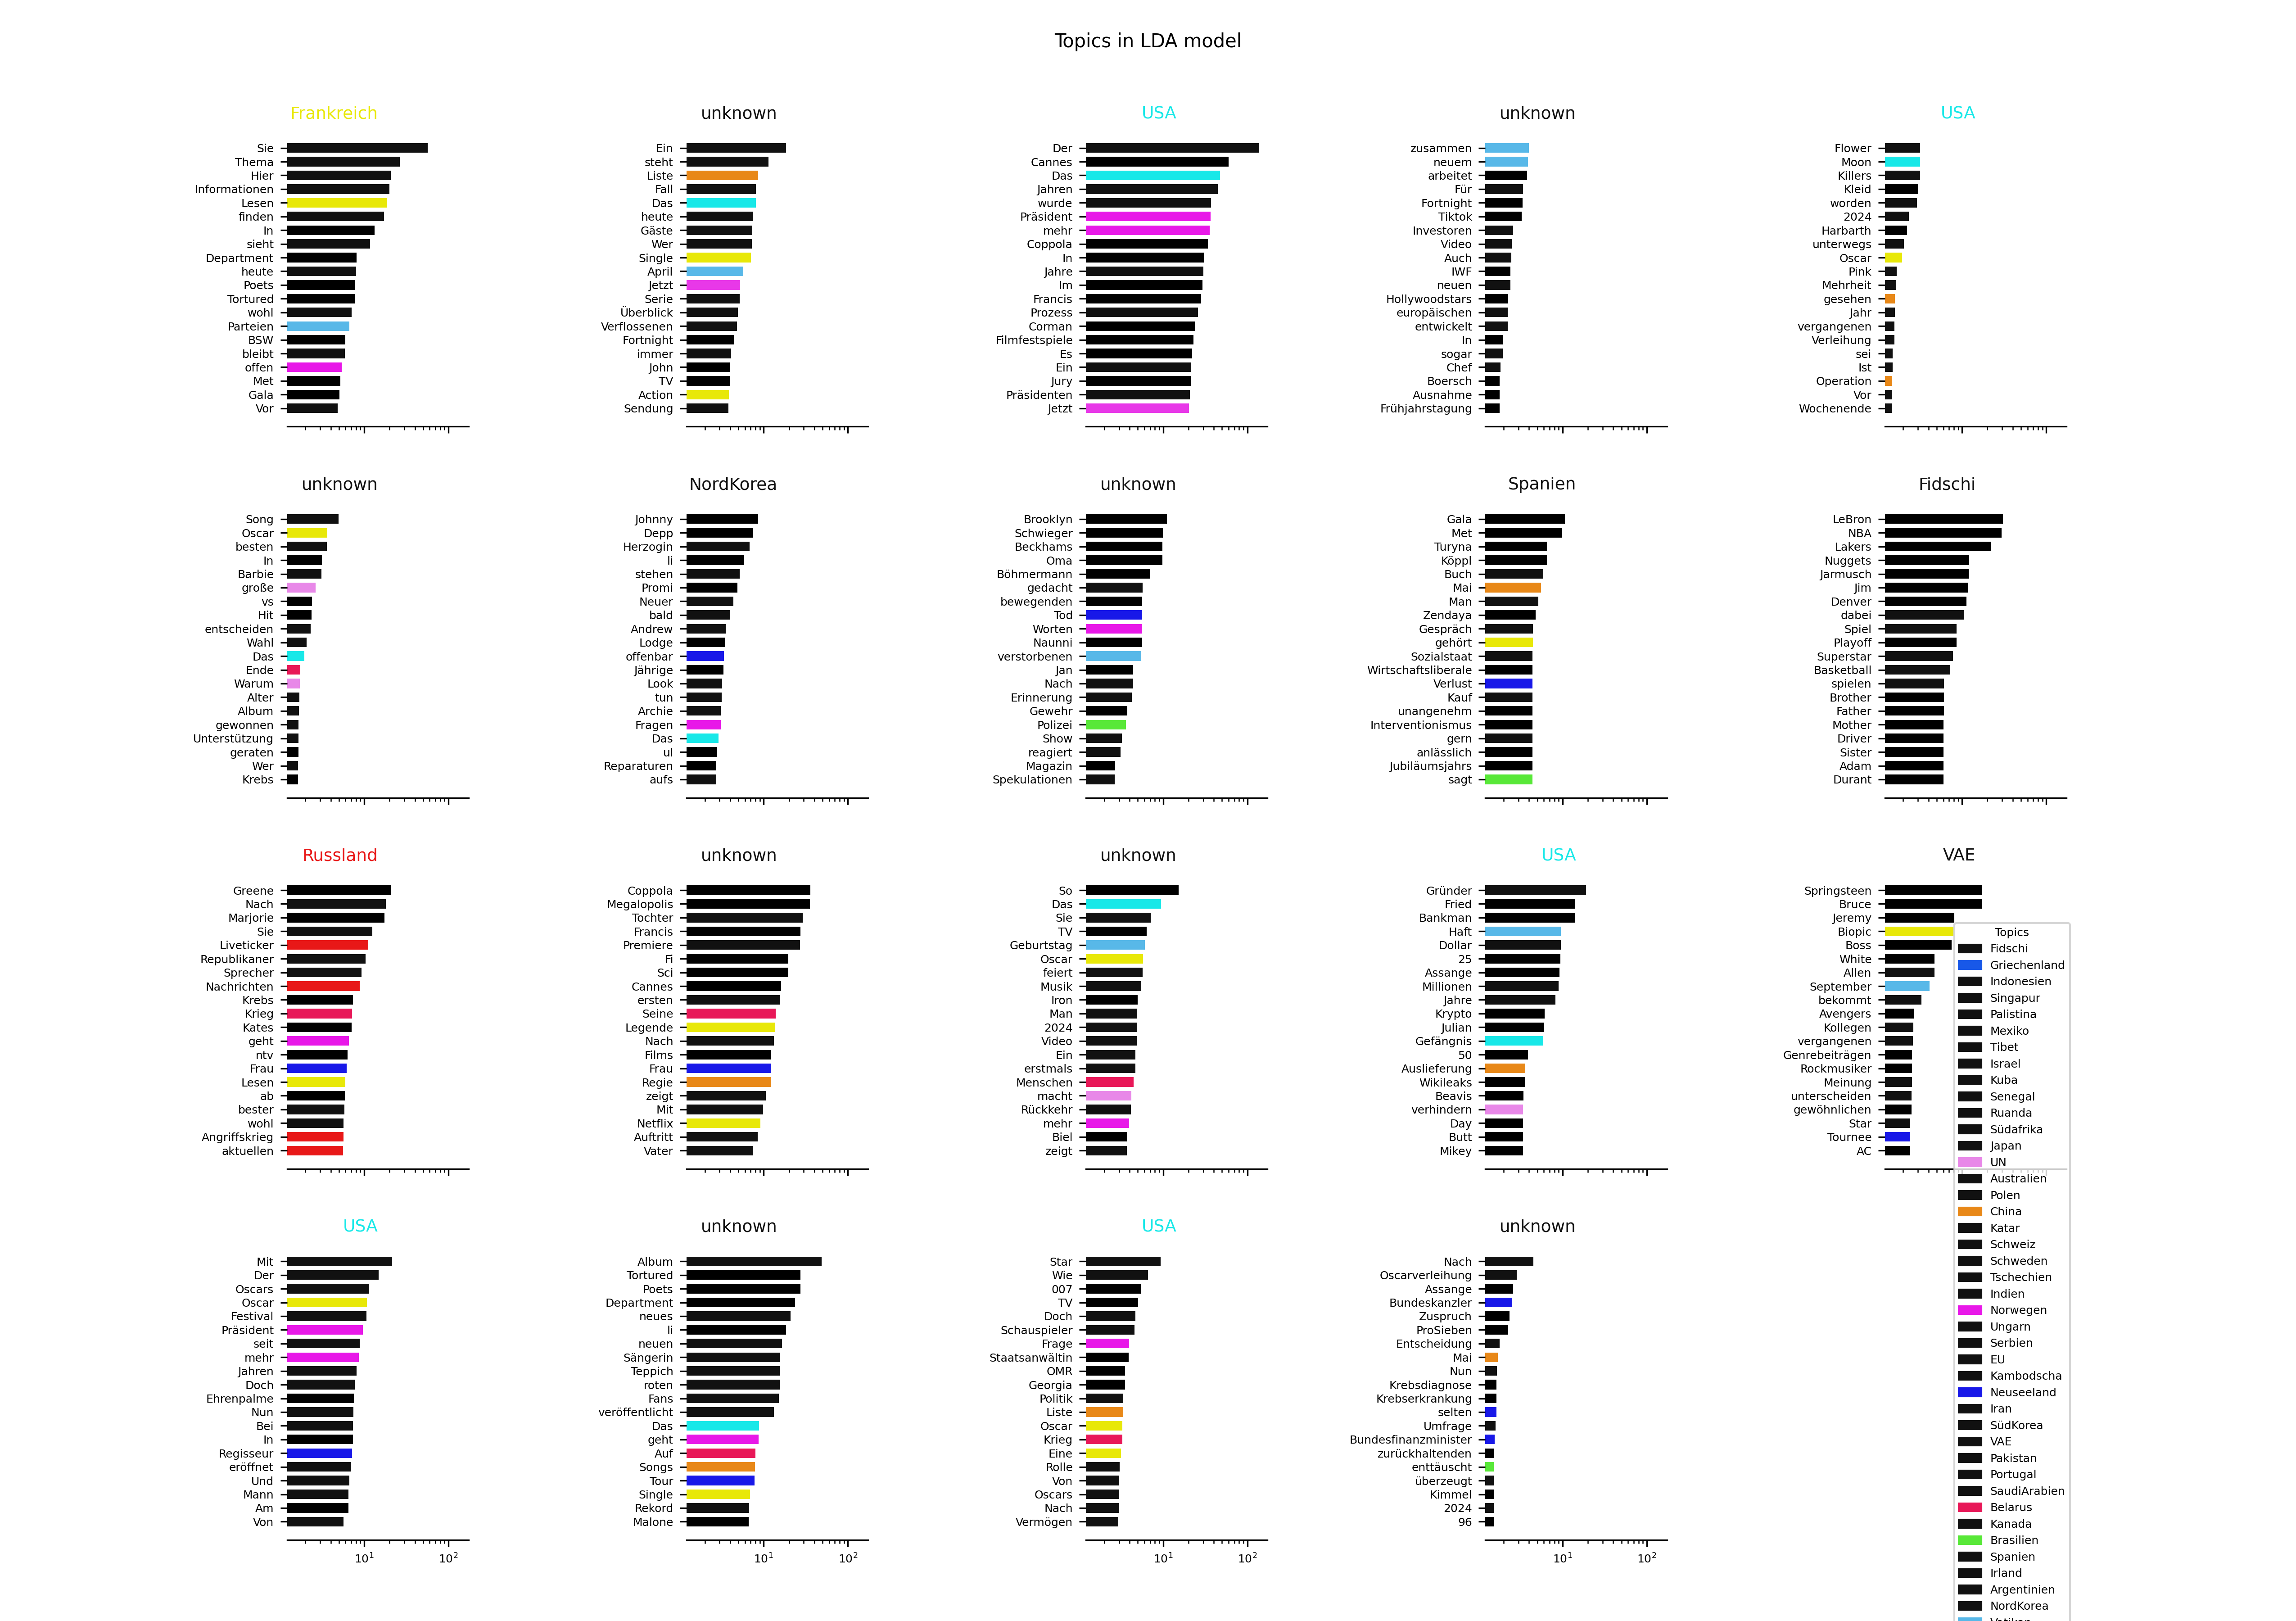 Topics in LDA model
Frankreich
Sie
Thema
Hier
Informationen
Lesen
finden
In
sieht
Department
heute
Poets
Tortured
wohl
Parteien
BSW
bleibt
offen
Met
Gala
Vor
unknown
Ein
steht
Liste
Fall
Das
heute
Gäste
Wer
Single
April
Jetzt
Serie
Überblick
Verflossenen
Fortnight
immer
John
TV
Action
Sendung
USA
Der
Cannes
Das
Jahren
wurde
Präsident
mehr
Coppola
In
Jahre
Im
Francis
Prozess
Corman
Filmfestspiele
Es
Ein
Jury
Präsidenten
Jetzt
unknown
zusammen
neuem
arbeitet
Für
Fortnight
Tiktok
Investoren
Video
Auch
IWF
neuen
Hollywoodstars
europäischen
entwickelt
In
sogar
Chef
Boersch
Ausnahme
Frühjahrstagung
USA
Flower
Moon
Killers
Kleid
worden
2024
Harbarth
unterwegs
Oscar
Pink
Mehrheit
gesehen
Jahr
vergangenen
Verleihung
sei
Ist
Operation
Vor
Wochenende
unknown
Song
Oscar
besten
In
Barbie
große
vs
Hit
entscheiden
Wahl
Das
Ende
Warum
Alter
Album
gewonnen
Unterstützung
geraten
Wer
Krebs
NordKorea
Johnny
Depp
Herzogin
li
stehen
Promi
Neuer
bald
Andrew
Lodge
offenbar
Jährige
Look
tun
Archie
Fragen
Das
ul
Reparaturen
aufs
unknown
Brooklyn
Schwieger
Beckhams
Oma
Böhmermann
gedacht
bewegenden
Tod
Worten
Naunni
verstorbenen
Jan
Nach
Erinnerung
Gewehr
Polizei
Show
reagiert
Magazin
Spekulationen
Spanien
Gala
Met
Turyna
Köppl
Buch
Mai
Man
Zendaya
Gespräch
gehört
Sozialstaat
Wirtschaftsliberale
Verlust
Kauf
unangenehm
Interventionismus
gern
anlässlich
Jubiläumsjahrs
sagt
Fidschi
LeBron
NBA
Lakers
Nuggets
Jarmusch
Jim
Denver
dabei
Spiel
Playoff
Superstar
Basketball
spielen
Brother
Father
Mother
Driver
Sister
Adam
Durant
Russland
Greene
Nach
Marjorie
Sie
Liveticker
Republikaner
Sprecher
Nachrichten
Krebs
Krieg
Kates
geht
ntv
Frau
Lesen
ab
bester
wohl
Angriffskrieg
aktuellen
unknown
Coppola
Megalopolis
Tochter
Francis
Premiere
Fi
Sci
Cannes
ersten
Seine
Legende
Nach
Films
Frau
Regie
zeigt
Mit
Netflix
Auftritt
Vater
unknown
So
Das
Sie
TV
Geburtstag
Oscar
feiert
Musik
Iron
Man
2024
Video
Ein
erstmals
Menschen
macht
Rückkehr
mehr
Biel
zeigt
USA
Gründer
Fried
Bankman
Haft
Dollar
25
Assange
Millionen
Jahre
Krypto
Julian
Gefängnis
50
Auslieferung
Wikileaks
Beavis
verhindern
Day
Butt
Mikey
VAE
Springsteen
Bruce
Jeremy
Biopic
Boss
White
Allen
September
bekommt
Avengers
Kollegen
vergangenen
Genrebeiträgen
Rockmusiker
Meinung
unterscheiden
gewöhnlichen
Star
Tournee
AC
USA
Mit
Der
Oscars
Oscar
Festival
Präsident
seit
mehr
Jahren
Doch
Ehrenpalme
Nun
Bei
In
Regisseur
eröffnet
Und
Mann
Am
Von
10¹ 10²
unknown
Album
Tortured
Poets
Department
neues
li
neuen
Sängerin
Teppich
roten
Fans
veröffentlicht
Das
geht
Auf
Songs
Tour
Single
Rekord
Malone
10¹ 10²
USA
Star
Wie
007
TV
Doch
Schauspieler
Frage
Staatsanwältin
OMR
Georgia
Politik
Liste
Oscar
Krieg
Eine
Rolle
Von
Oscars
Nach
Vermögen
10¹ 10²
unknown
Nach
Oscarverleihung
Assange
Bundeskanzler
Zuspruch
ProSieben
Entscheidung
Mai
Nun
Krebsdiagnose
Krebserkrankung
selten
Umfrage
Bundesfinanzminister
zurückhaltenden
enttäuscht
überzeugt
Kimmel
2024
96
10¹ 10²
Topics
Fidschi
Griechenland
Indonesien
Singapur
Palistina
Mexiko
Tibet
Israel
Kuba
Senegal
Ruanda
Südafrika
Japan
UN
Australien
Polen
China
Katar
Schweiz
Schweden
Tschechien
Indien
Norwegen
Ungarn
Serbien
EU
Kambodscha
Neuseeland
Iran
SüdKorea
VAE
Pakistan
Portugal
SaudiArabien
Belarus
Kanada
Brasilien
Spanien
Irland
Argentinien
NordKorea